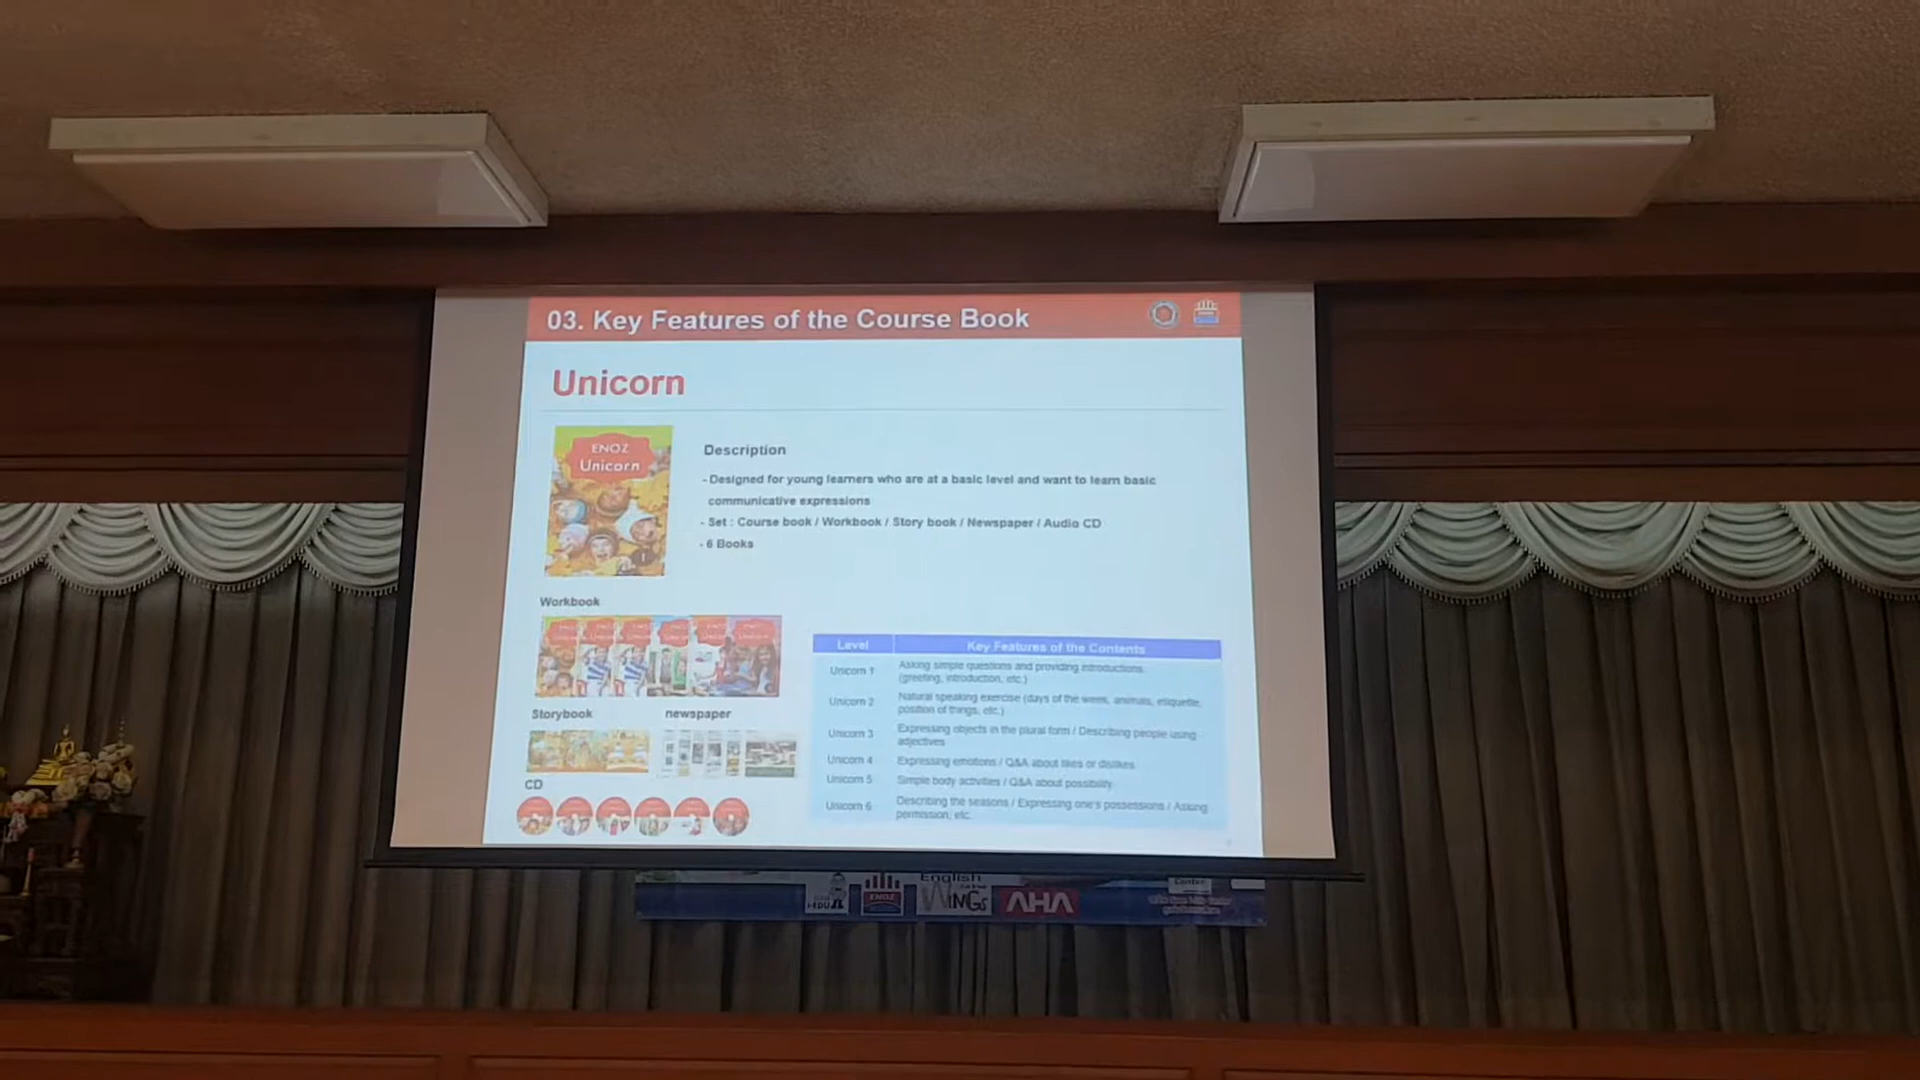 03. Key Features of the Course Book
Unicorn
ENOZ
Unicorn
Description
- Designed for young learners who are at a basic level and want to learn basic
communicative expressions
- Set : Course book / Workbook / Story book / Newspaper / Audio CD
- 6 Books
Workbook
Storybook
newspaper
CD
Level
Key Features of the Contents
Unicorn 1
Asking simple questions and providing introductions.
(greeting, introduction, etc.)
Unicorn 2
Natural speaking exercise (days of the week, animals, etiquette,
position of things, etc.)
Unicorn 3
Expressing objects in the plural form / Describing people using
adjectives
Unicorn 4
Expressing emotions / Q&A about likes or dislikes.
Unicorn 5
Simple body activities / Q&A about possibility.
Unicorn 6
Describing the seasons / Expressing one's possessions / Asking
permission, etc.
EDU
ENOZ
English
WINGS
AHA
Center